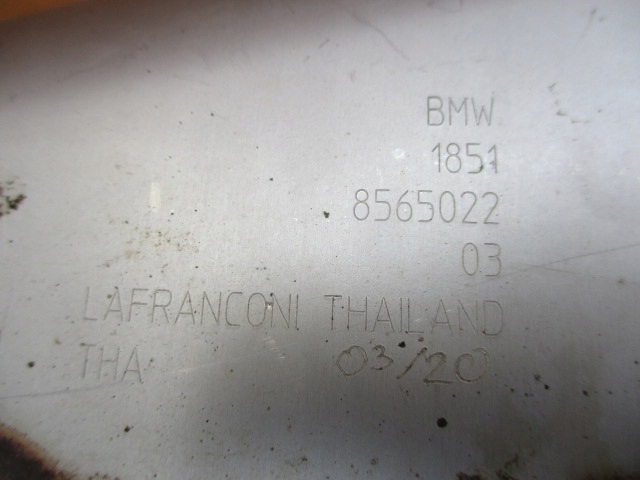 BMW
1851
8565022
03
LAFRANCONI THAILAND
THA 03/20